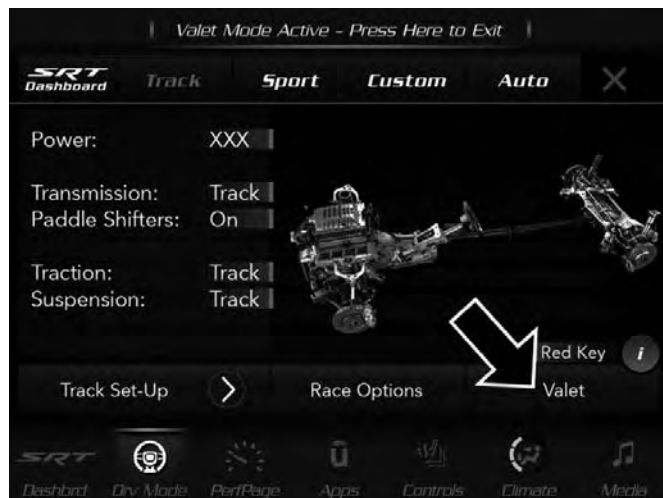 Valet Mode Active - Press Here to Exit
SRT Dashboard Track Sport Custom Auto X
Power: XXX
Transmission: Track
Paddle Shifters: On
Traction: Track
Suspension: Track
Red Key i
Track Set-Up > Race Options Valet
SRT
Dashbrd Drv Mode PerfPage Apps Controls Climate Media